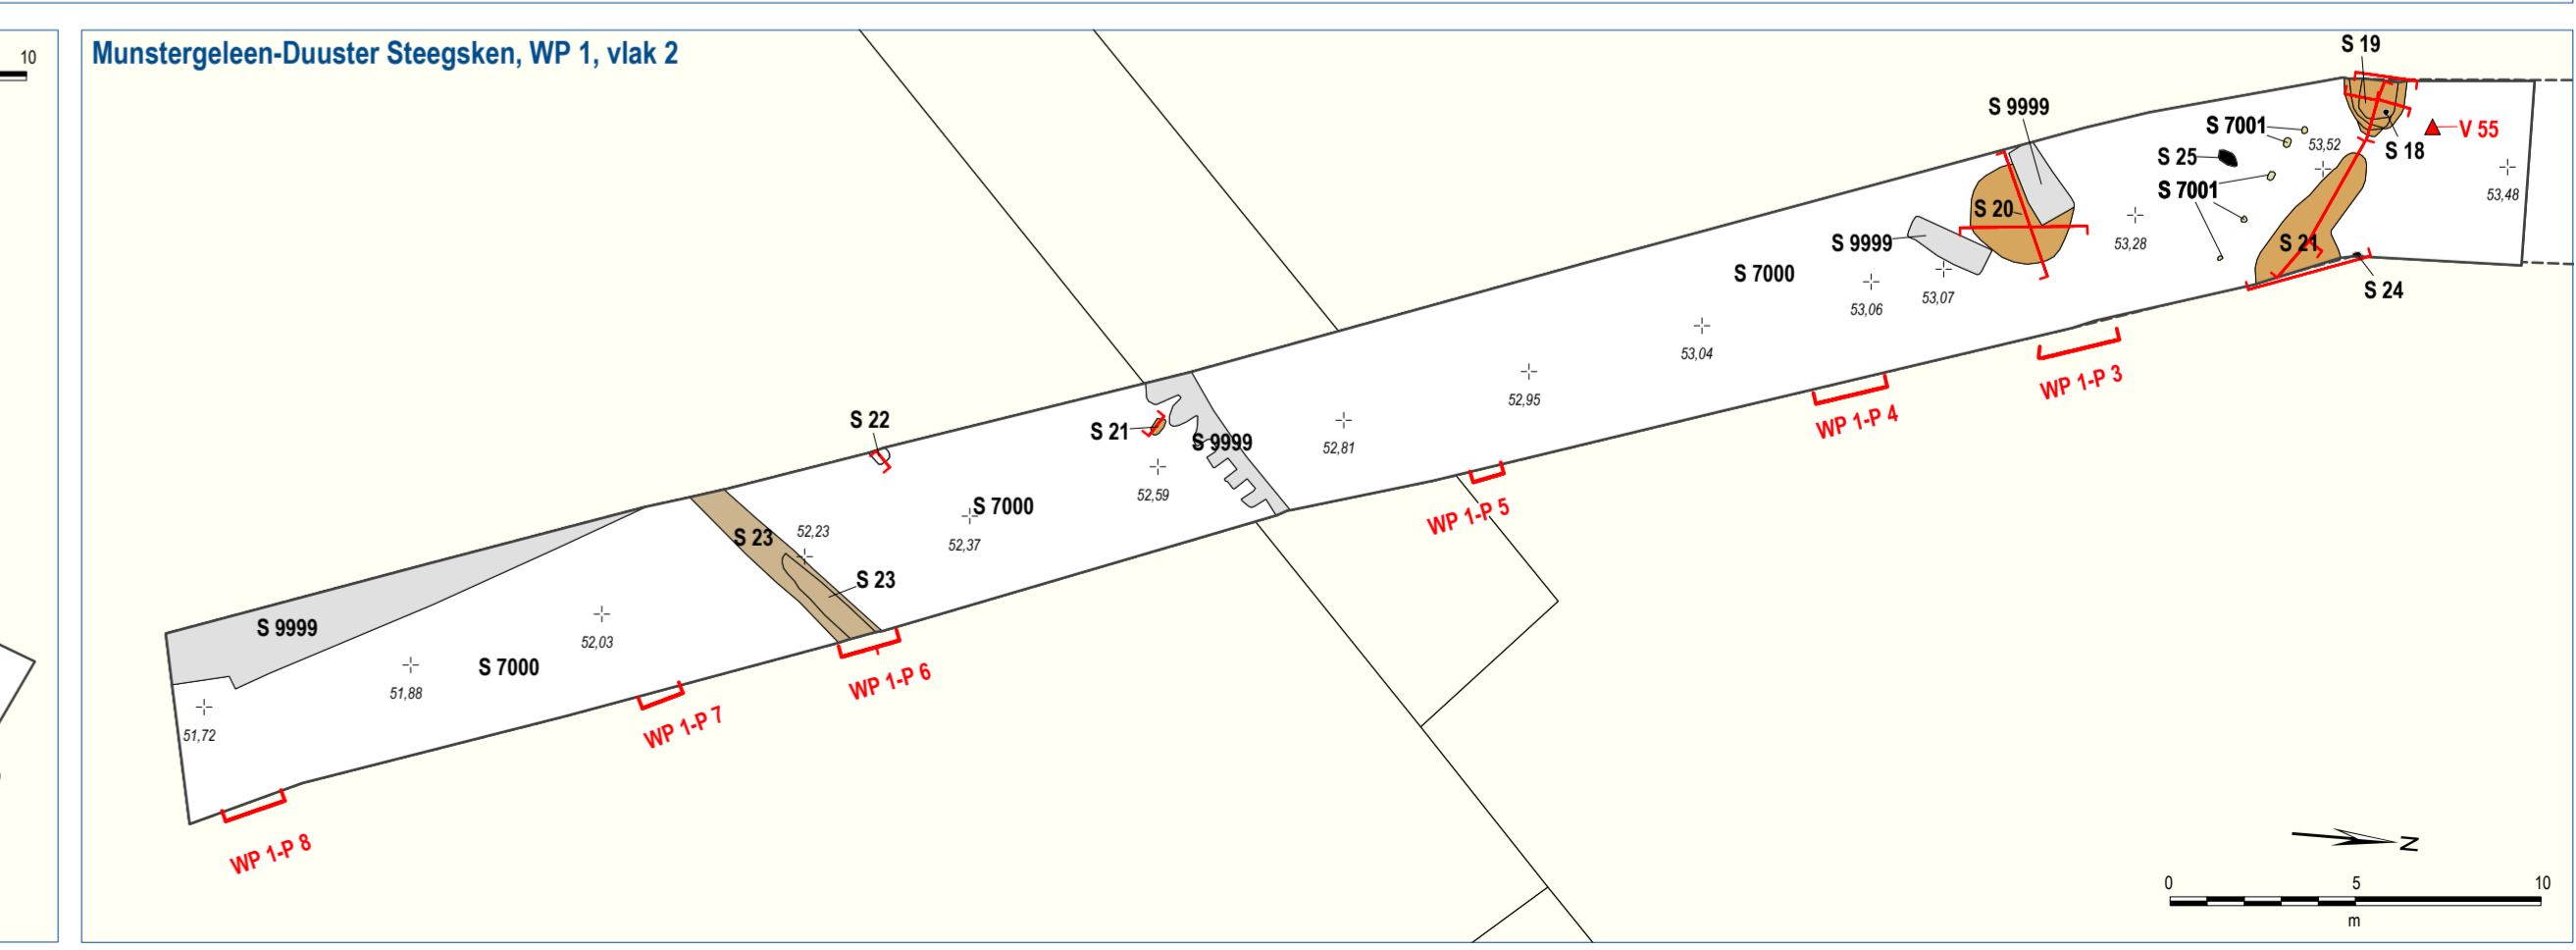 10
Munstergeleen-Duuster Steegsken, WP 1, vlak 2
S 19
S 9999
S 7001
53,52
V 55
S 18
S 25
S 7001
53,48
S 20
S 9999
53,28
S 21
S 7000
53,07
53,06
S 24
53,04
WP 1-P 3
52,95
WP 1-P 4
S 22
S 21
S 9999
52,81
52,59
WP 1-P 5
S 7000
52,37
52,23
S 23
S 23
S 9999
52,03
S 7000
51,88
WP 1-P 6
WP 1-P 7
51,72
WP 1-P 8
N
0 5 10
m